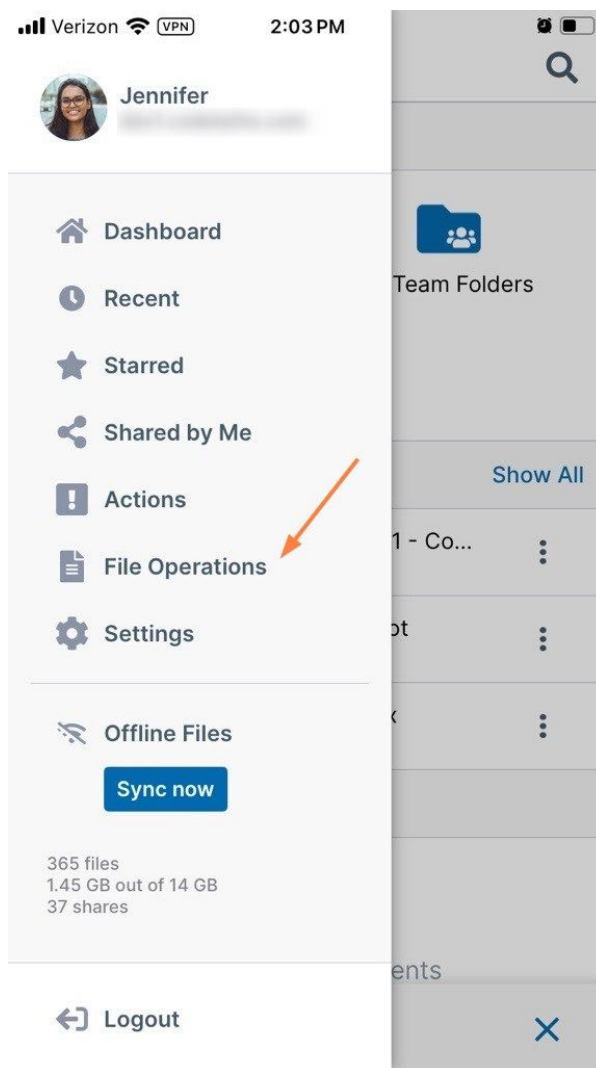 Verizon VPN 2:03 PM
Jennifer
Dashboard
Recent
Starred
Shared by Me
Actions
File Operations
Settings
Offline Files
Sync now
365 files
1.45 GB out of 14 GB
37 shares
Logout
Team Folders
Show All
1 - Co...
ot
x
ents